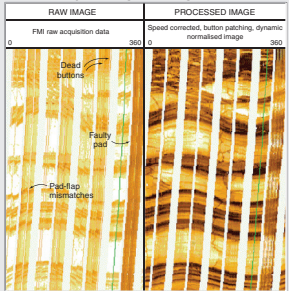 RAW IMAGE
FMI raw acquisition data
0 360
Dead
buttons
Faulty
pad
Pad-flap
mismatches
PROCESSED IMAGE
Speed corrected, button patching, dynamic
normalised image
0 360